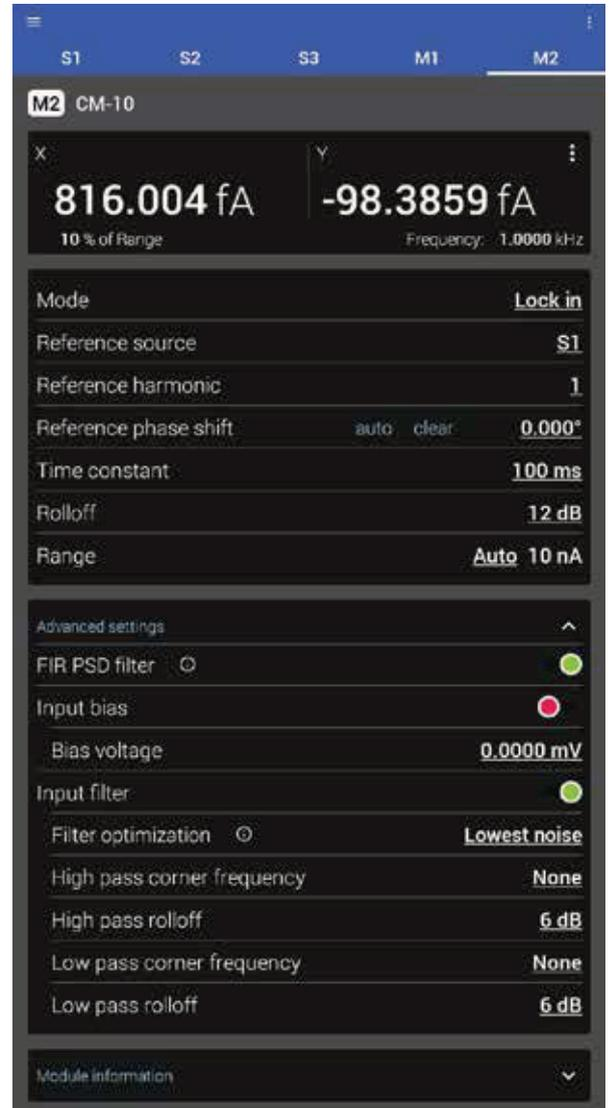 S1 S2 S3 M1 M2
M2 CM-10
X Y
816.004 fA -98.3859 fA
10 % of Range Frequency: 1.0000 kHz
Mode Lock in
Reference source S1
Reference harmonic 1
Reference phase shift auto clear 0.000°
Time constant 100 ms
Rolloff 12 dB
Range Auto 10 nA
Advanced settings
FIR PSD filter
Input bias
Bias voltage 0.0000 mV
Input filter
Filter optimization Lowest noise
High pass corner frequency None
High pass rolloff 6 dB
Low pass corner frequency None
Low pass rolloff 6 dB
Module information